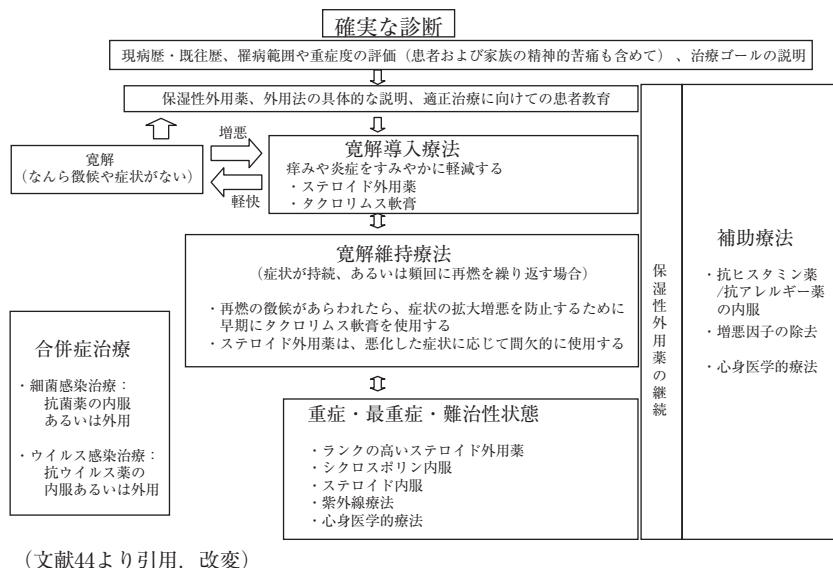 確実な診断
現病歴・既往歴、罹病範囲や重症度の評価（患者および家族の精神的苦痛も含めて）、治療ゴールの説明
保湿性外用薬、外用法の具体的な説明、適正治療に向けての患者教育
寛解
（なんら徴候や症状がない）
増悪
軽快
寛解導入療法
痒みや炎症をすみやかに軽減する
・ステロイド外用薬
・タクロリムス軟膏
寛解維持療法
（症状が持続、あるいは頻回に再燃を繰り返す場合）
・再燃の徴候があらわれたら、症状の拡大増悪を防止するために
早期にタクロリムス軟膏を使用する
・ステロイド外用薬は、悪化した症状に応じて間欠的に使用する
合併症治療
・細菌感染治療：
抗菌薬の内服
あるいは外用
・ウイルス感染治療：
抗ウイルス薬の
内服あるいは外用
重症・最重症・難治性状態
・ランクの高いステロイド外用薬
・シクロスポリン内服
・ステロイド内服
・紫外線療法
・心身医学的療法
保湿性外用薬の継続
補助療法
・抗ヒスタミン薬
/抗アレルギー薬
の内服
・増悪因子の除去
・心身医学的療法
（文献44より引用，改変）